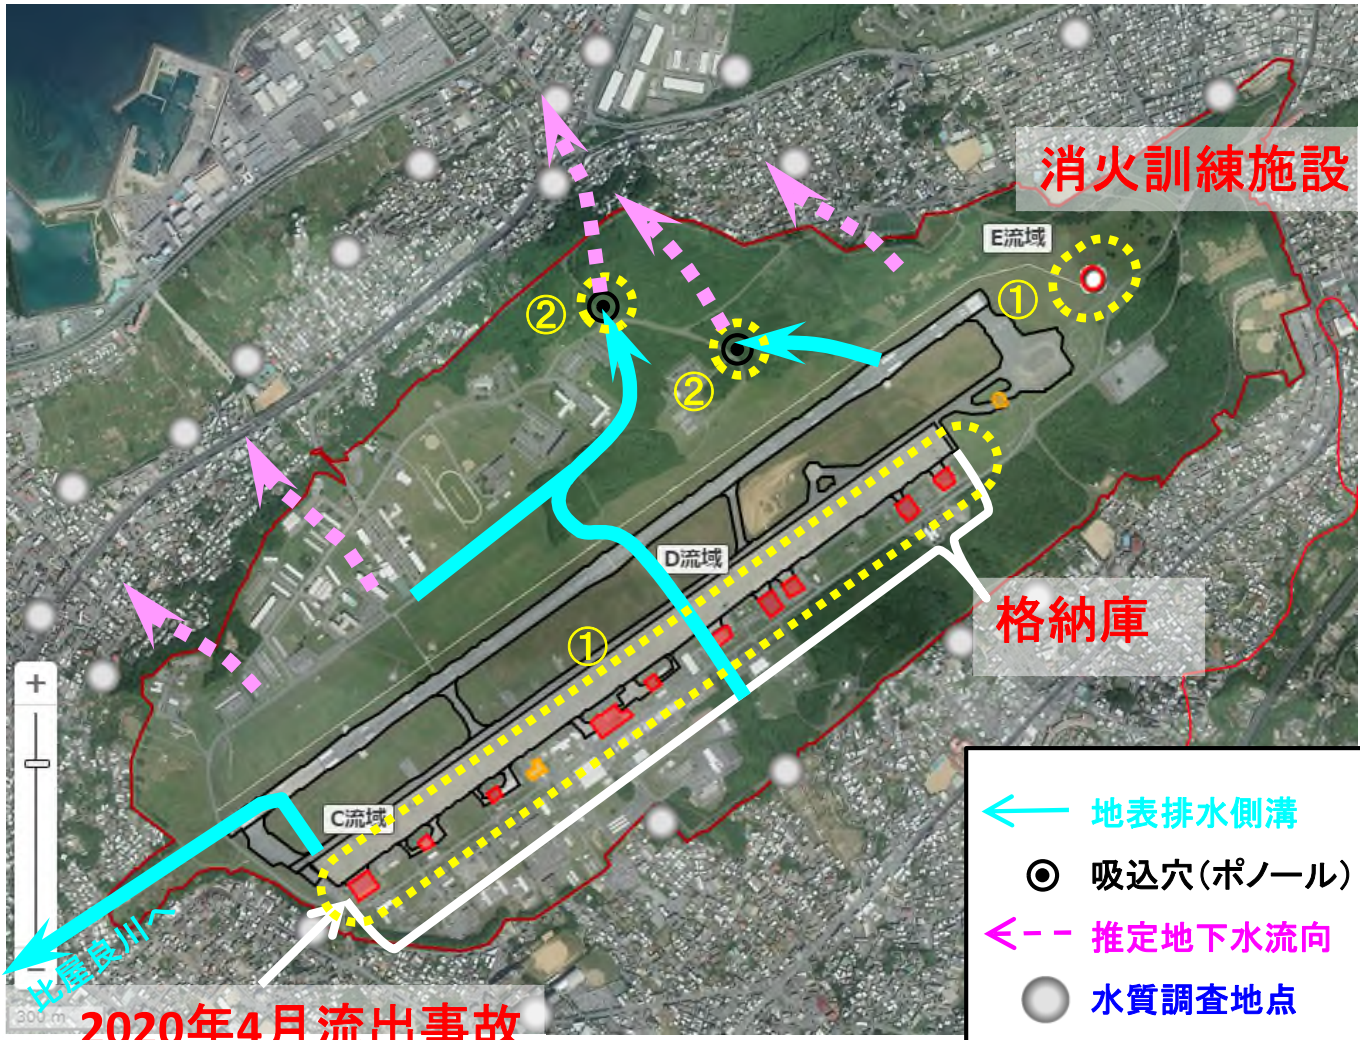 消火訓練施設
E流域
①
②
②
D流域
①
格納庫
C流域
比屋良川へ
2020年4月流出事故
+
−
300 m
地表排水側溝
吸込穴(ポノール)
推定地下水流向
水質調査地点